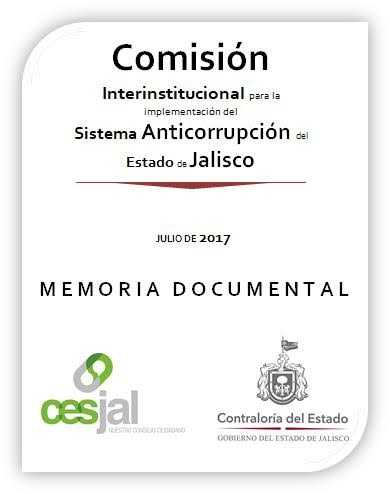 Comisión
Interinstitucional para la
implementación del
Sistema Anticorrupción del
Estado de Jalisco
JULIO DE 2017
MEMORIA DOCUMENTAL
cesjal
NUESTRO CONSEJO CIUDADANO
Contraloría del Estado
GOBIERNO DEL ESTADO DE JALISCO